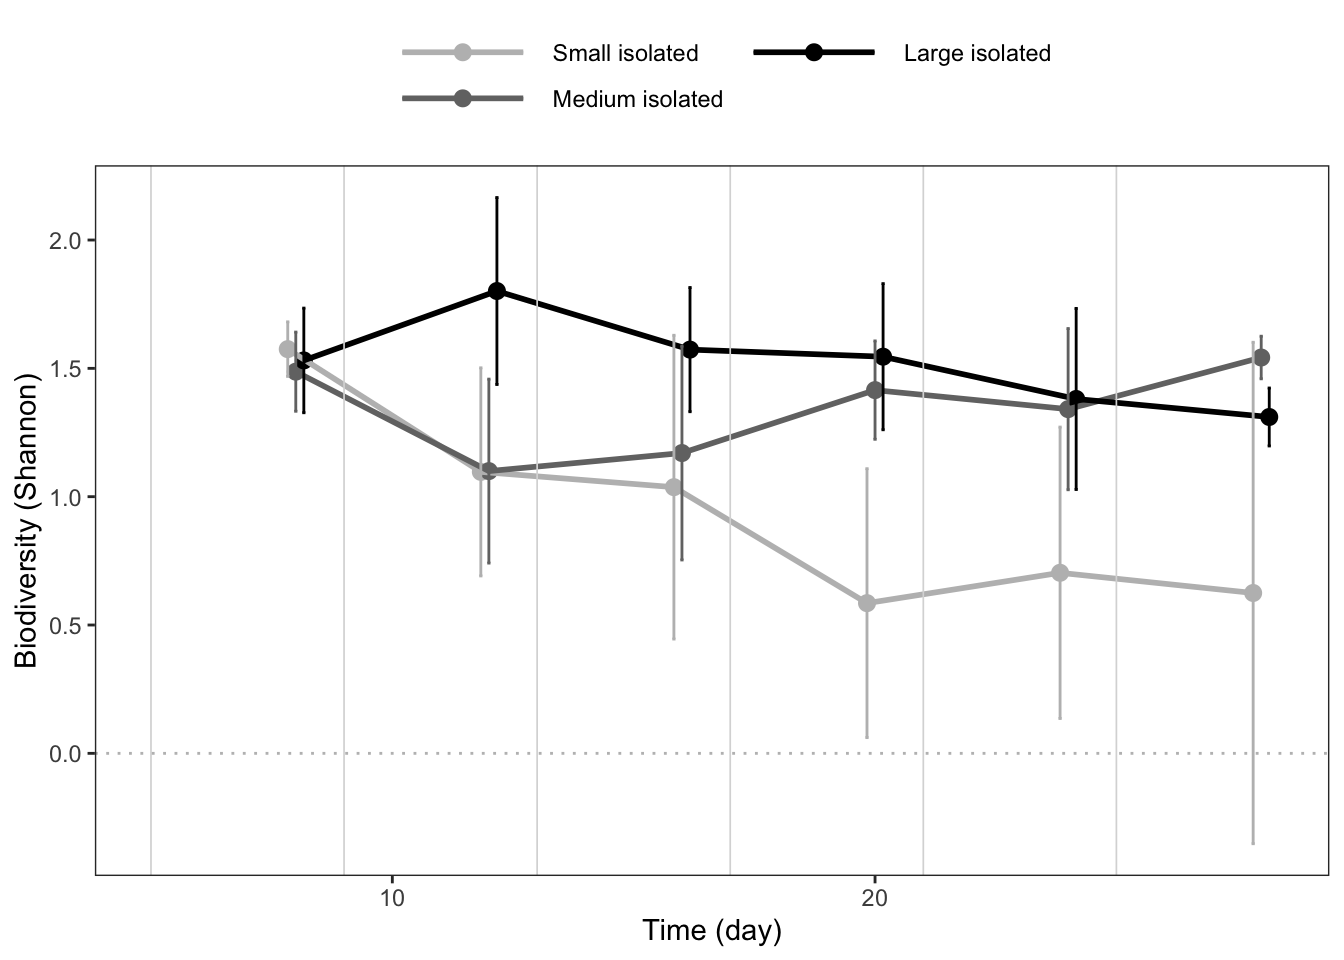 Small isolated
Large isolated
Medium isolated
Biodiversity (Shannon)
2.0
1.5
1.0
0.5
0.0
10
20
Time (day)